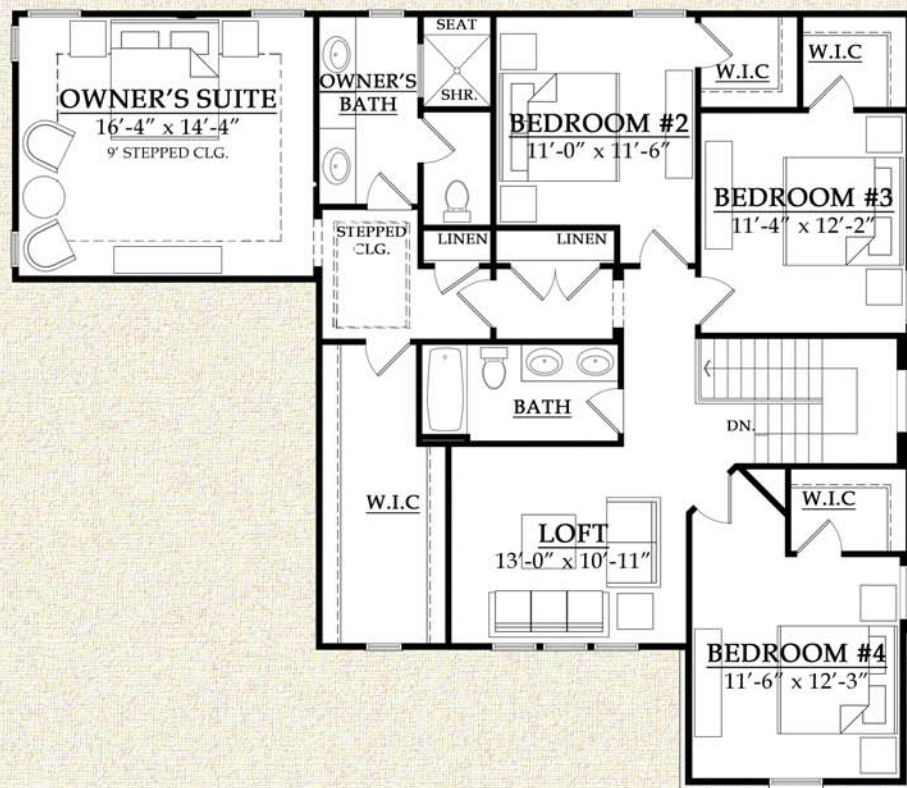 OWNER'S SUITE
16'-4" x 14'-4"
9' STEPPED CLG.
OWNER'S
BATH
SEAT
SHR.
BEDROOM #2
11'-0" x 11'-6"
W.I.C
W.I.C
BEDROOM #3
11'-4" x 12'-2"
STEPPED
CLG.
LINEN
LINEN
BATH
DN.
W.I.C
LOFT
13'-0" x 10'-11"
W.I.C
BEDROOM #4
11'-6" x 12'-3"